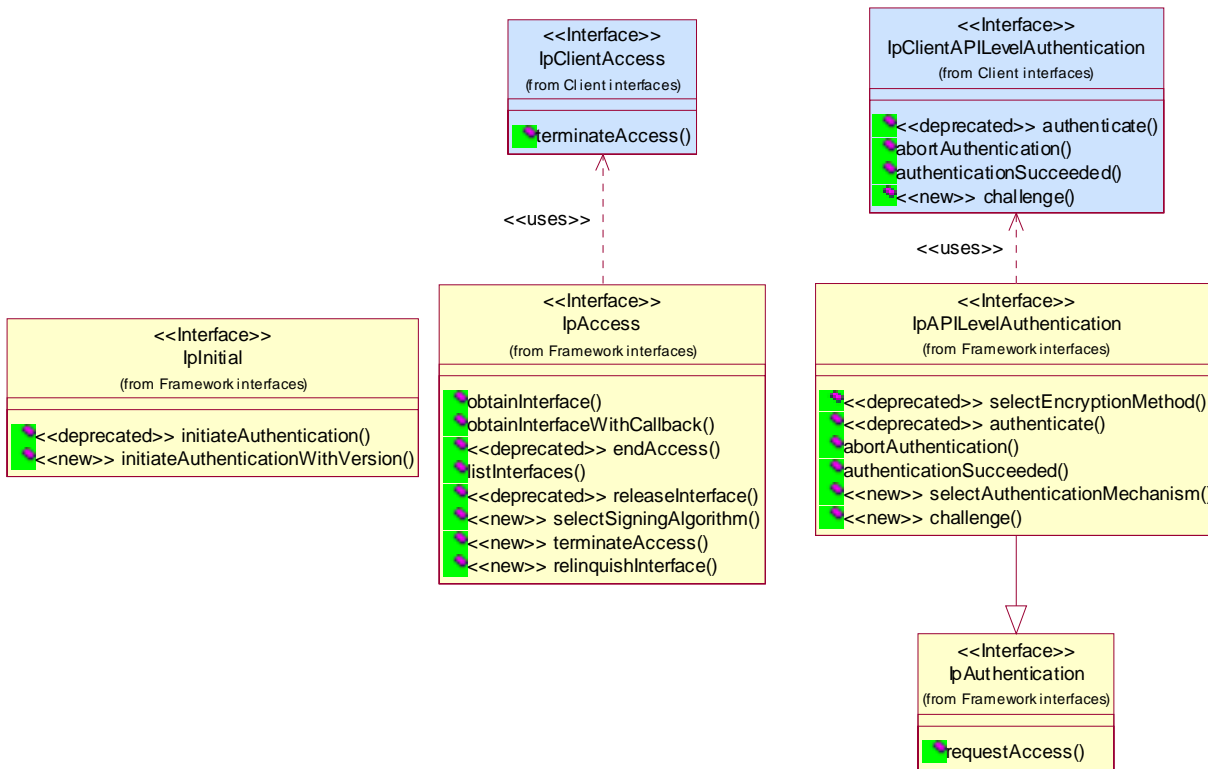 <<Interface>>
IpClientAccess
(from Client interfaces)
terminateAccess()
<<Interface>>
IpClientAPILevelAuthentication
(from Client interfaces)
<<deprecated>> authenticate()
abortAuthentication()
authenticationSucceeded()
<<new>> challenge()
<<uses>>
<<uses>>
<<Interface>>
IpInitial
(from Framework interfaces)
<<deprecated>> initiateAuthentication()
<<new>> initiateAuthenticationWithVersion()
<<Interface>>
IpAccess
(from Framework interfaces)
obtainInterface()
obtainInterfaceWithCallback()
<<deprecated>> endAccess()
listInterfaces()
<<deprecated>> releaseInterface()
<<new>> selectSigningAlgorithm()
<<new>> terminateAccess()
<<new>> relinquishInterface()
<<Interface>>
IpAPILevelAuthentication
(from Framework interfaces)
<<deprecated>> selectEncryptionMethod()
<<deprecated>> authenticate()
abortAuthentication()
authenticationSucceeded()
<<new>> selectAuthenticationMechanism()
<<new>> challenge()
<<Interface>>
IpAuthentication
(from Framework interfaces)
requestAccess()